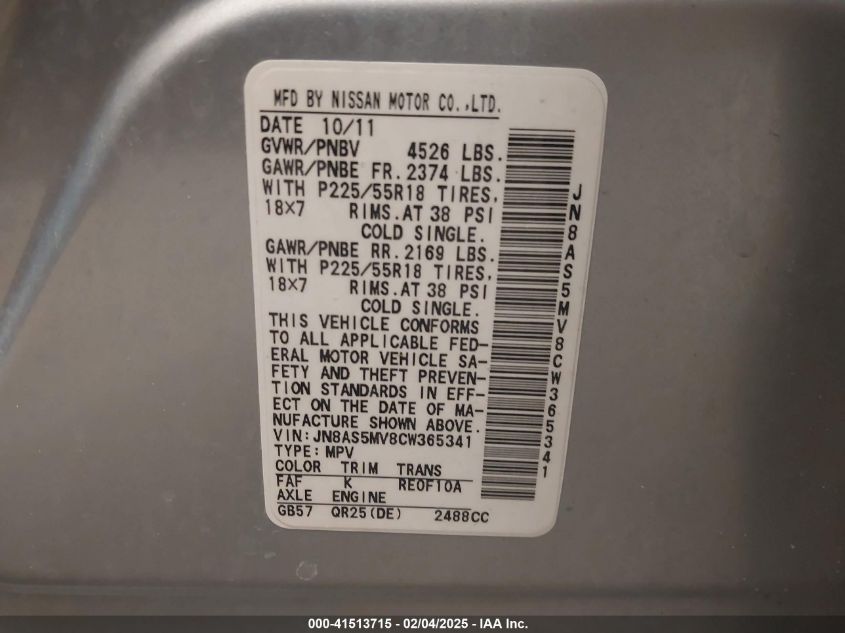 MFD BY NISSAN MOTOR CO.,LTD.
DATE 10/11
GVWR/PNBV 4526 LBS.
GAWR/PNBE FR. 2374 LBS.
WITH P225/55R18 TIRES,
18×7 RIMS. AT 38 PSI
COLD SINGLE.
GAWR/PNBE RR. 2169 LBS.
WITH P225/55R18 TIRES,
18×7 RIMS. AT 38 PSI
COLD SINGLE.
THIS VEHICLE CONFORMS
TO ALL APPLICABLE FED-
ERAL MOTOR VEHICLE SA-
FETY AND THEFT PREVEN-
TION STANDARDS IN EFF-
ECT ON THE DATE OF MA-
NUFACTURE SHOWN ABOVE.
VIN: JN8AS5MV8CW365341
TYPE: MPV
COLOR TRIM TRANS
FAF K RE0F10A
AXLE ENGINE
GB57 QR25(DE) 2488CC
JN8AS5MV8CW365341
000-41513715 - 02/04/2025 - IAA Inc.